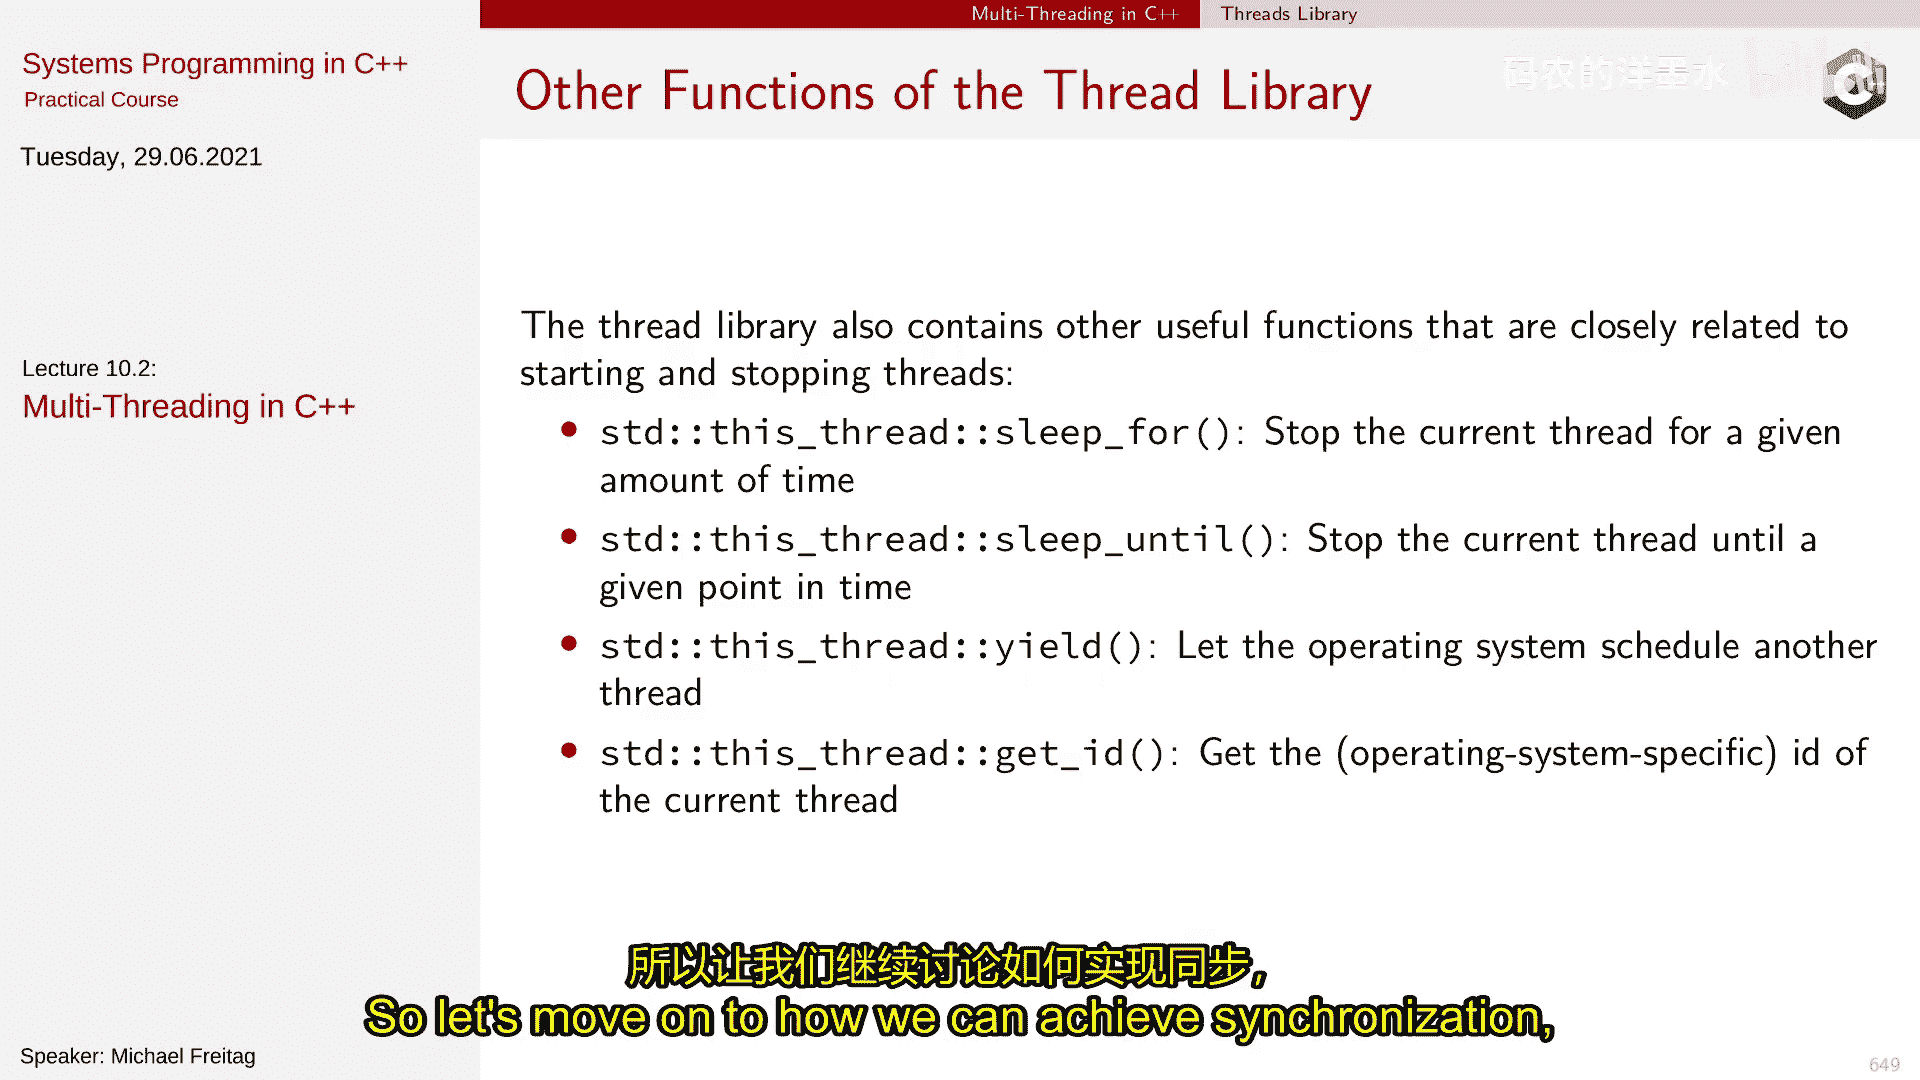 Multi-Threading in C++
Threads Library
Systems Programming in C++
Practical Course
Tuesday, 29.06.2021
Other Functions of the Thread Library
码农的洋墨水
Lecture 10.2:
Multi-Threading in C++
The thread library also contains other useful functions that are closely related to
starting and stopping threads:
• std::this_thread::sleep_for(): Stop the current thread for a given
amount of time
• std::this_thread::sleep_until(): Stop the current thread until a
given point in time
• std::this_thread::yield(): Let the operating system schedule another
thread
• std::this_thread::get_id(): Get the (operating-system-specific) id of
the current thread
所以让我们继续讨论如何实现同步,
So let's move on to how we can achieve synchronization,
Speaker: Michael Freitag
649